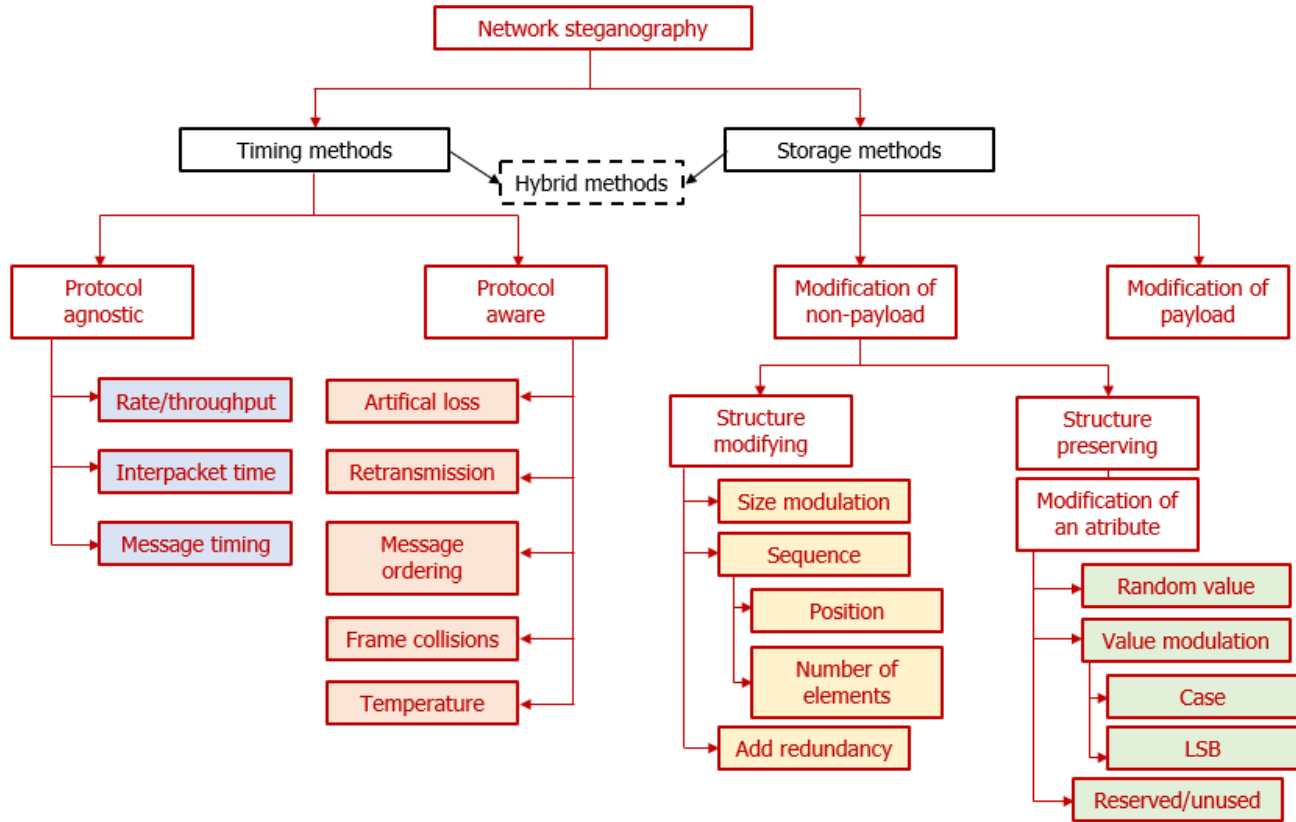 Network steganography
Timing methods
Storage methods
Hybrid methods
Protocol
agnostic
Protocol
aware
Modification of
non-payload
Modification of
payload
Rate/throughput
Interpacket time
Message timing
Artifical loss
Retransmission
Message
ordering
Frame collisions
Temperature
Structure
modifying
Size modulation
Sequence
Position
Number of
elements
Add redundancy
Structure
preserving
Modification of
an atribute
Random value
Value modulation
Case
LSB
Reserved/unused